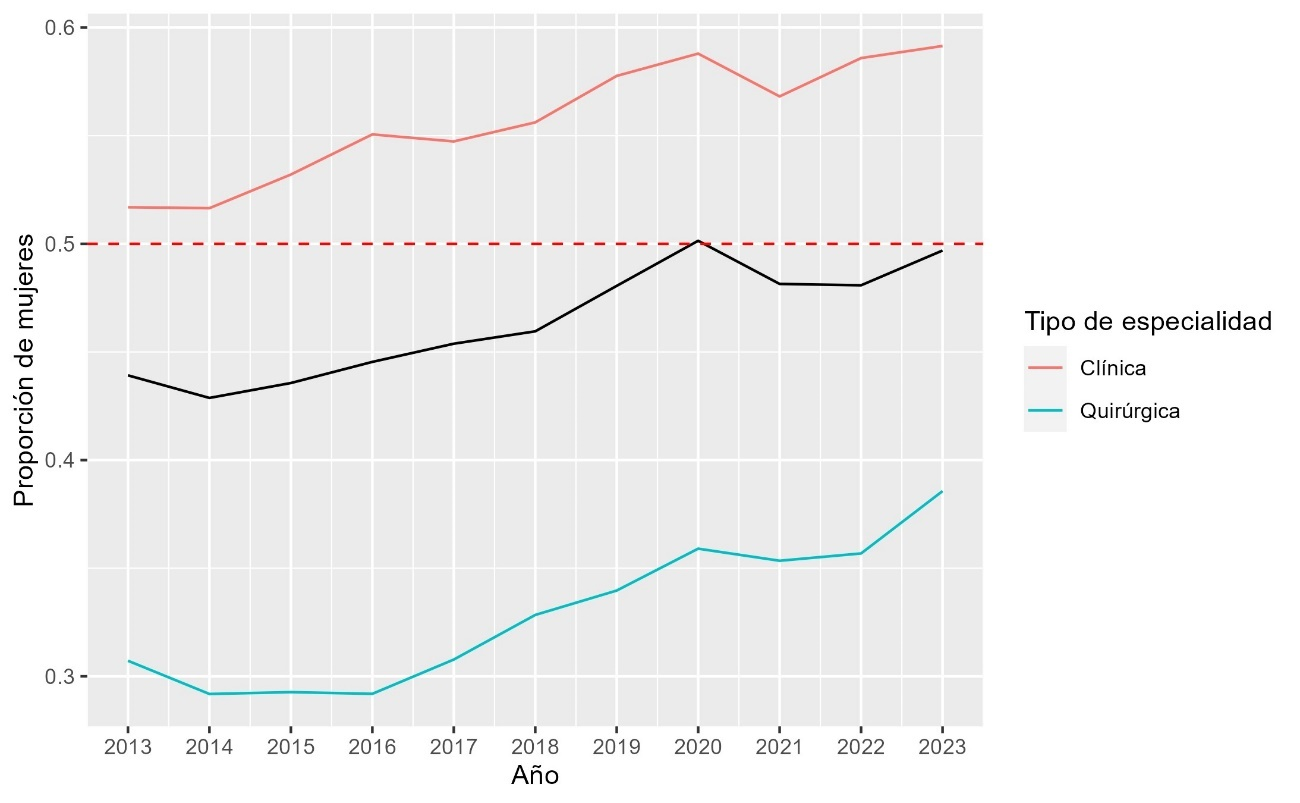 Proporción de mujeres
0.6
0.5
0.4
0.3
2013 2014 2015 2016 2017 2018 2019 2020 2021 2022 2023
Año
Tipo de especialidad
Clínica
Quirúrgica